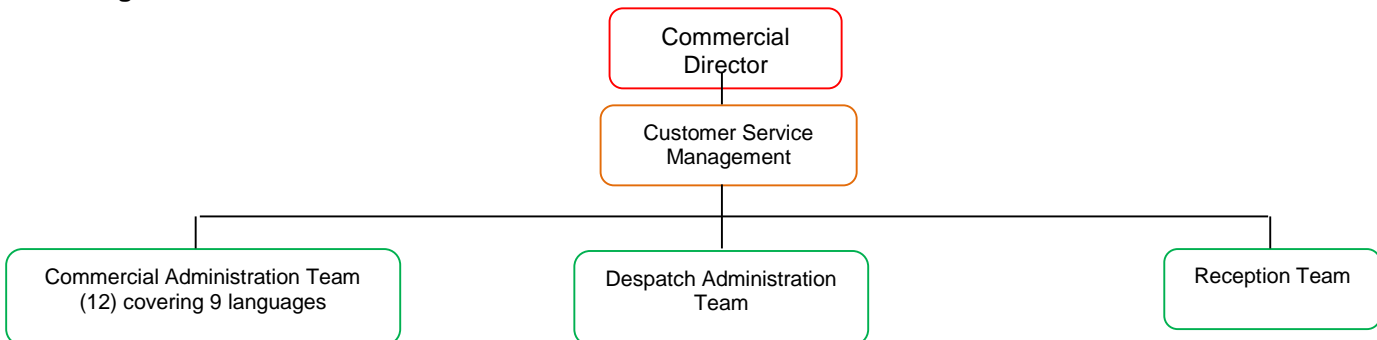 Commercial
Director
Customer Service
Management
Commercial Administration Team
(12) covering 9 languages
Despatch Administration
Team
Reception Team